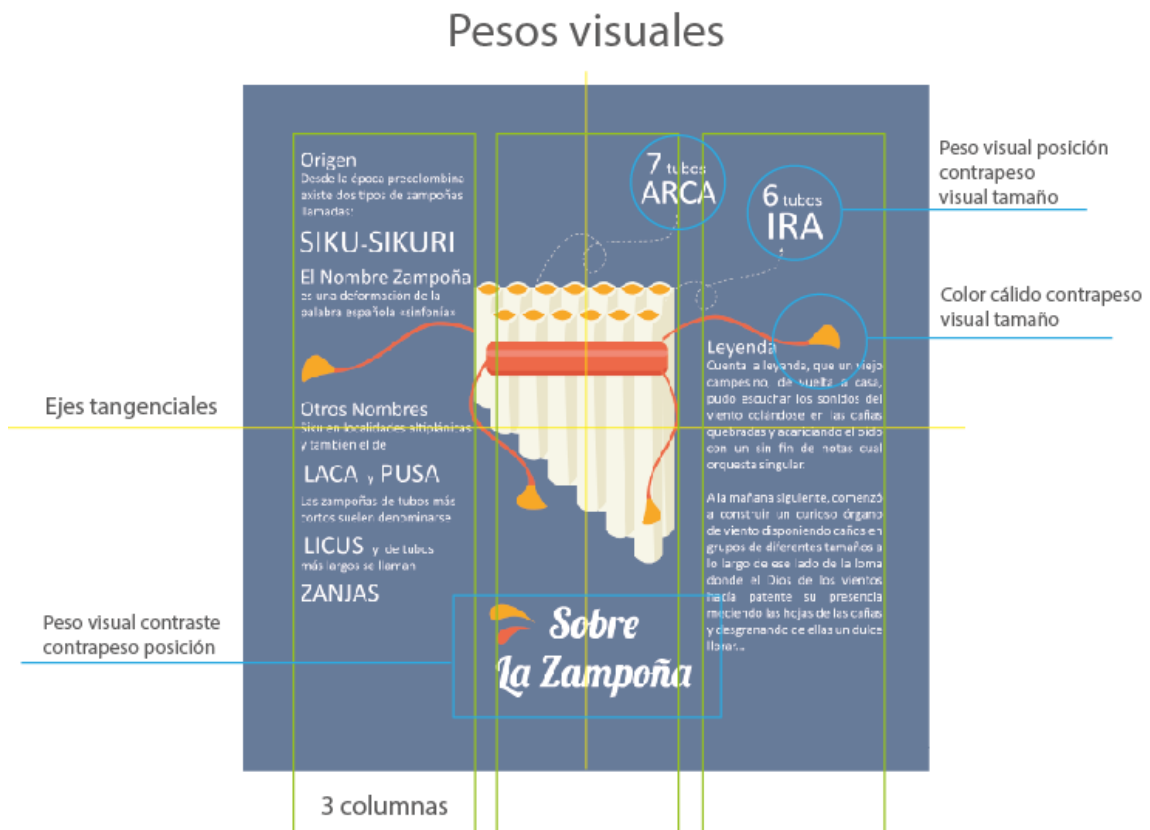 Pesos visuales
Origen
Desde la época precolombina
existe dos tipos de zampoñas
llamadas:
SIKU-SIKURI
El Nombre Zampoña
es una deformación de la
palabra española «sinfonía»
Otros Nombres
Siku en localidades altiplánicas
y tambien el de
LACA y PUSA
Las zampoñas de tubos más
cortos suelen denominarse
LICUS y de tubos
más largos se llaman
ZANJAS
7 tubos
ARCA
6 tubos
IRA
Leyenda
Cuenta la leyenda, que un viejo
campesino, de vuelta a casa,
pudo escuchar los sonidos del
viento colándose en las cañas
quebradas y acariciando el oido
con un sin fin de notas cual
orquesta singular.
A la mañana siguiente, comenzó
a construir un curioso órgano
de viento disponiendo caños en
grupos de diferentes tamaños a
lo largo de ese lado de la loma
donde el Dios de los vientos
hacía patente su presencia
meciendo las hojas de las cañas
y desgranando de ellas un dulce
llorar...
Sobre
La Zampoña
Peso visual posición
contrapeso
visual tamaño
Color cálido contrapeso
visual tamaño
Ejes tangenciales
Peso visual contraste
contrapeso posición
3 columnas